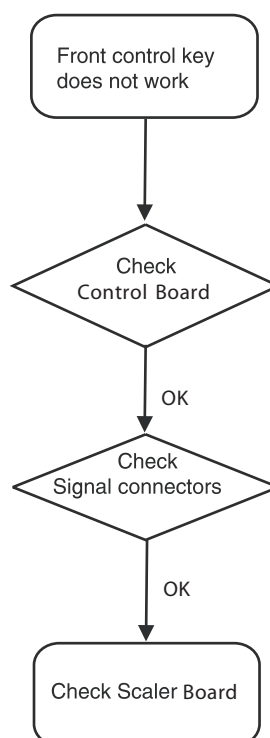 Front control key
does not work
Check
Control Board
OK
Check
Signal connectors
OK
Check Scaler Board